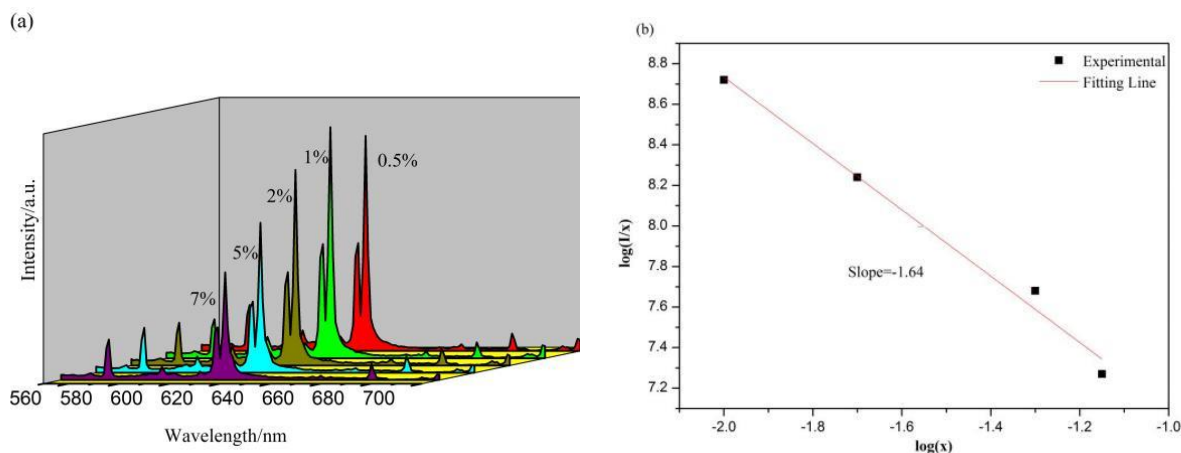 (a)
Intensity/a.u.
7%
5%
2%
1%
0.5%
560 580 600 620 640 660 680 700
Wavelength/nm
(b)
log(I/x)
8.8
8.6
8.4
8.2
8.0
7.8
7.6
7.4
7.2
Experimental
Fitting Line
Slope=-1.64
-2.0 -1.8 -1.6 -1.4 -1.2 -1.0
log(x)